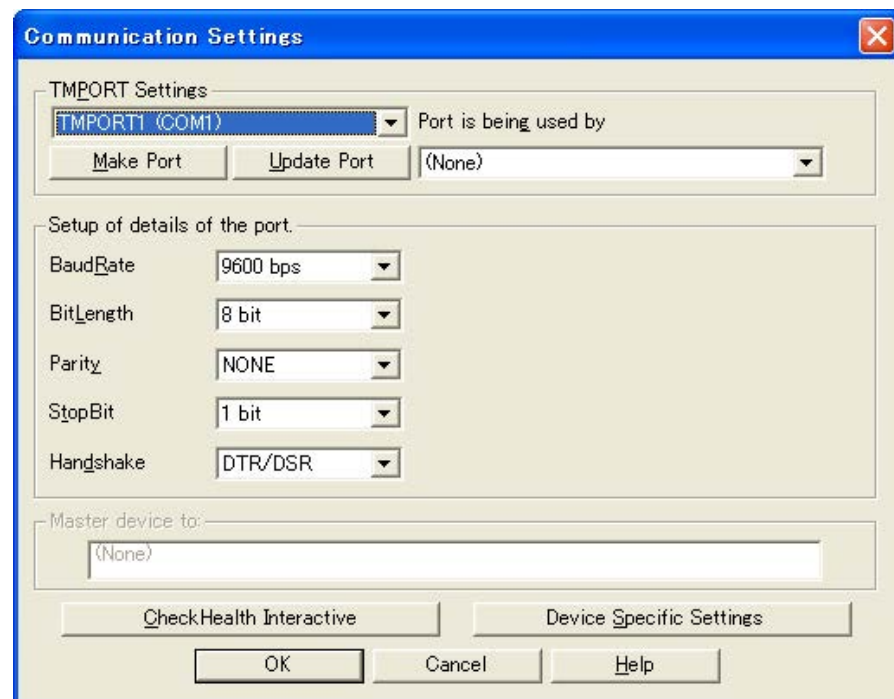 Communication Settings
TMPORT Settings
TMPORT1 (COM1)
Port is being used by
Make Port
Update Port
(None)
Setup of details of the port.
BaudRate
9600 bps
BitLength
8 bit
Parity
NONE
StopBit
1 bit
Handshake
DTR/DSR
Master device to:
(None)
CheckHealth Interactive
Device Specific Settings
OK
Cancel
Help